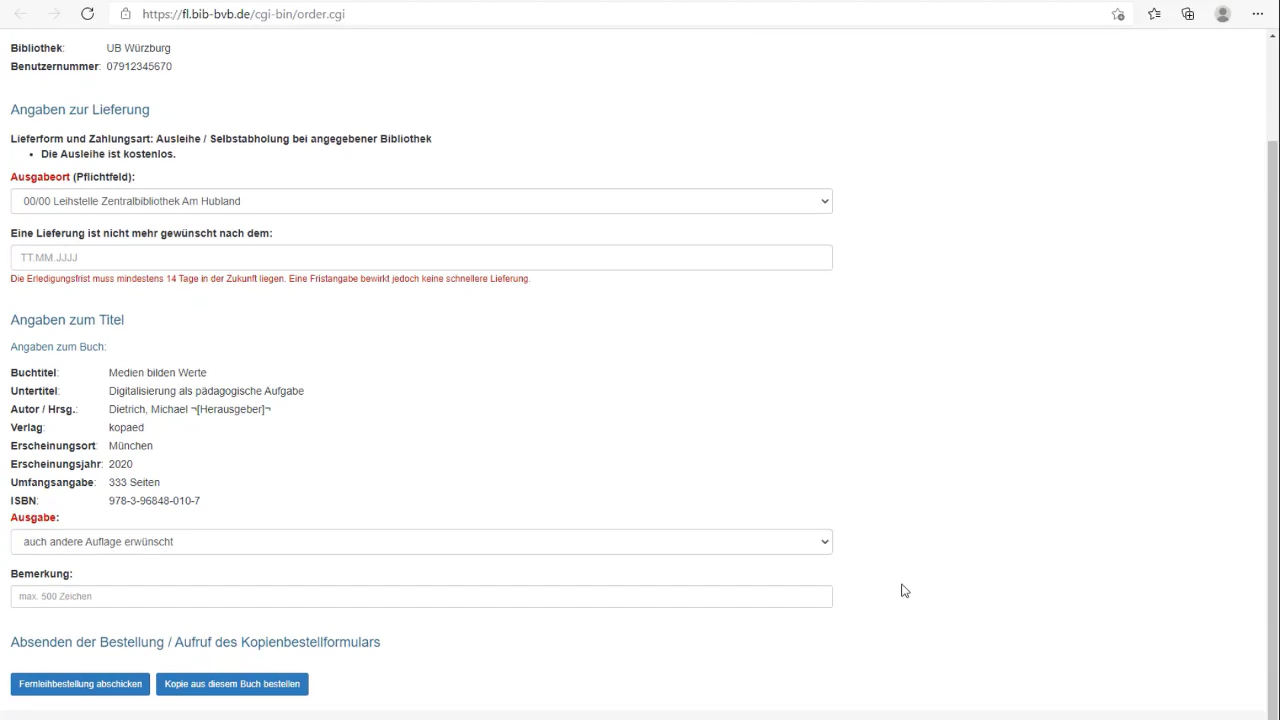 https://fl.bib-bvb.de/cgi-bin/order.cgi
Bibliothek: UB Würzburg
Benutzernummer: 07912345670
Angaben zur Lieferung
Lieferform und Zahlungsart: Ausleihe / Selbstabholung bei angegebener Bibliothek
• Die Ausleihe ist kostenlos.
Ausgabeort (Pflichtfeld):
00/00 Leihstelle Zentralbibliothek Am Hubland
Eine Lieferung ist nicht mehr gewünscht nach dem:
TT.MM.JJJJ
Die Erledigungsfrist muss mindestens 14 Tage in der Zukunft liegen. Eine Fristangabe bewirkt jedoch keine schnellere Lieferung.
Angaben zum Titel
Angaben zum Buch:
Buchtitel: Medien bilden Werte
Untertitel: Digitalisierung als pädagogische Aufgabe
Autor / Hrsg.: Dietrich, Michael ¬[Herausgeber]¬
Verlag: kopaed
Erscheinungsort: München
Erscheinungsjahr: 2020
Umfangsangabe: 333 Seiten
ISBN: 978-3-96848-010-7
Ausgabe:
auch andere Auflage erwünscht
Bemerkung:
max. 500 Zeichen
Absenden der Bestellung / Aufruf des Kopienbestellformulars
Fernleihbestellung abschicken Kopie aus diesem Buch bestellen